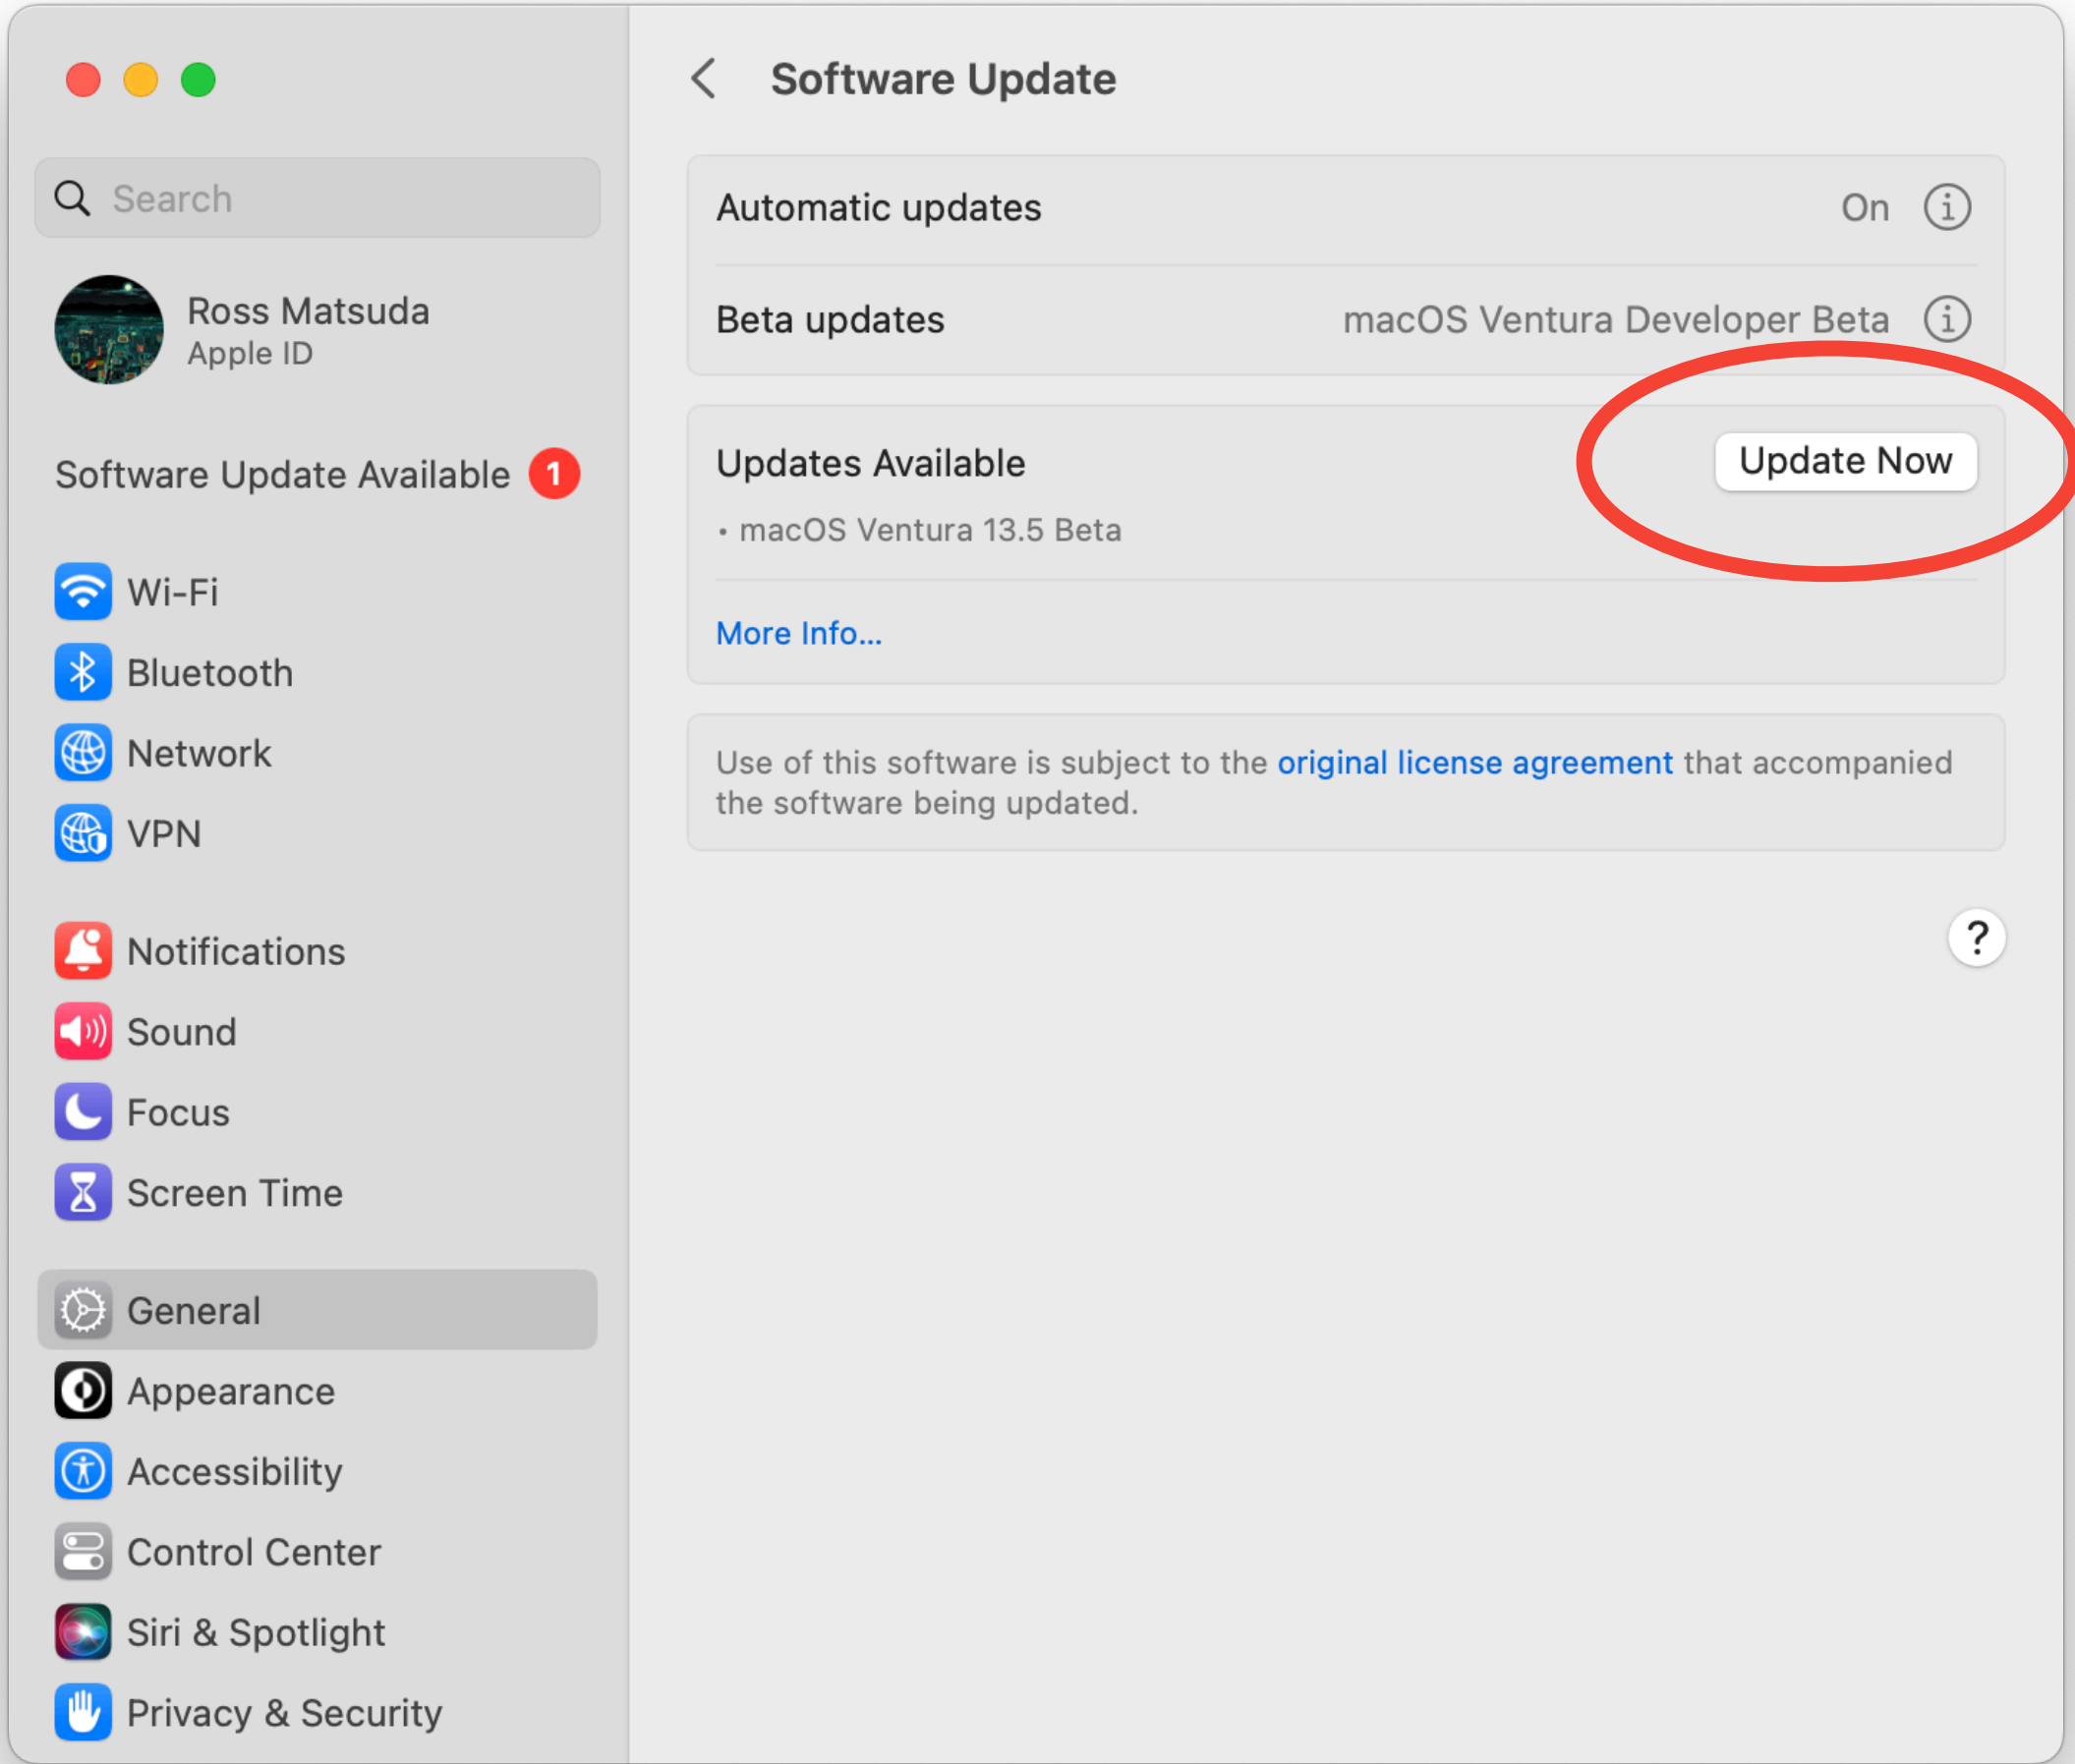 Search
Ross Matsuda
Apple ID
Software Update Available 1
Wi-Fi
Bluetooth
Network
VPN
Notifications
Sound
Focus
Screen Time
General
Appearance
Accessibility
Control Center
Siri & Spotlight
Privacy & Security
Software Update
Automatic updates On
Beta updates macOS Ventura Developer Beta
Updates Available Update Now
• macOS Ventura 13.5 Beta
More Info...
Use of this software is subject to the original license agreement that accompanied
the software being updated.
?